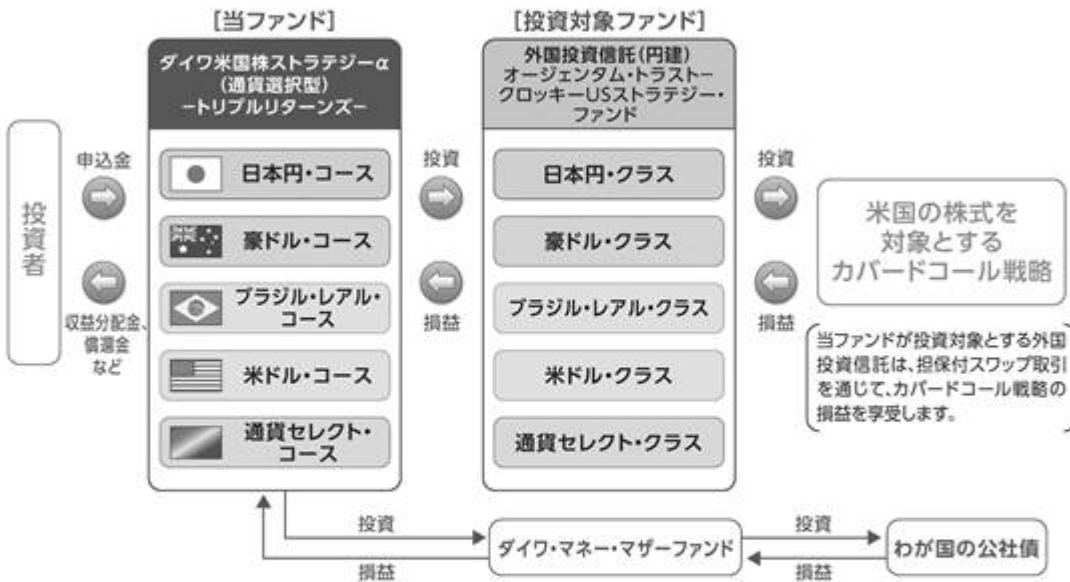 [当ファンド]
ダイワ米国株ストラテジーα
(通貨選択型)
ートリプルリターンズー
[投資対象ファンド]
外国投資信託(円建)
オージェンタム・トラストー
クロッキーUSストラテジー・
ファンド
投資者
申込金
収益分配金、
償還金
など
日本円・コース
豪ドル・コース
ブラジル・レアル・
コース
米ドル・コース
通貨セレクト・
コース
投資
損益
日本円・クラス
豪ドル・クラス
ブラジル・レアル・クラス
米ドル・クラス
通貨セレクト・クラス
投資
損益
米国の株式を
対象とする
カバードコール戦略
当ファンドが投資対象とする外国
投資信託は、担保付スワップ取引
を通じて、カバードコール戦略の
損益を享受します。
投資
損益
ダイワ・マネー・マザーファンド
投資
損益
わが国の公社債